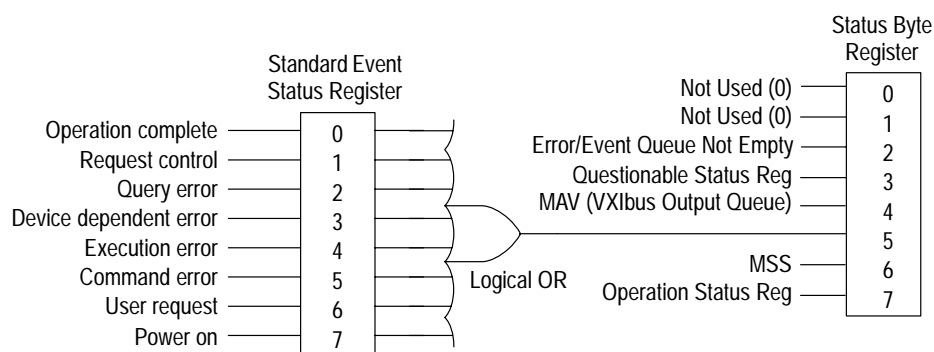 Status Byte
Register
Standard Event
Status Register
Not Used (0)
0
Not Used (0)
1
Operation complete
0
Error/Event Queue Not Empty
2
Request control
1
Questionable Status Reg
3
Query error
2
MAV (VXIbus Output Queue)
4
Device dependent error
3
5
Execution error
4
MSS
6
Command error
5
Logical OR
Operation Status Reg
7
User request
6
Power on
7